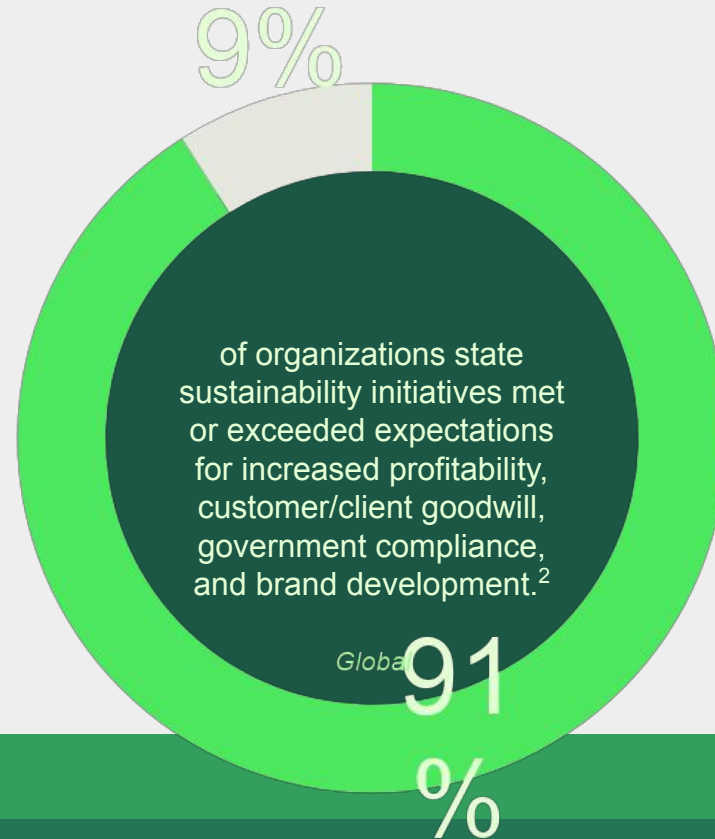 9%
of organizations state
sustainability initiatives met
or exceeded expectations
for increased profitability,
customer/client goodwill,
government compliance,
and brand development.²
Global
91
%